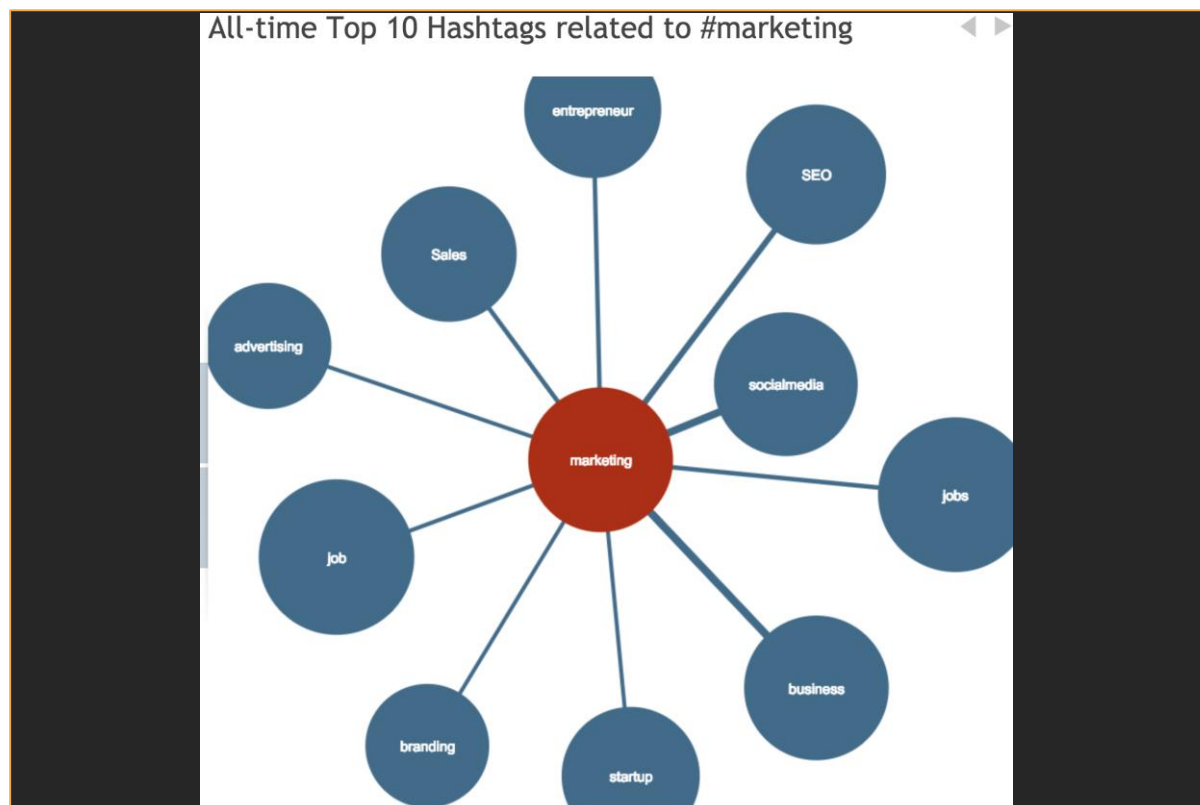 All-time Top 10 Hashtags related to #marketing
entrepreneur
SEO
Sales
advertising
socialmedia
marketing
jobs
job
business
branding
startup